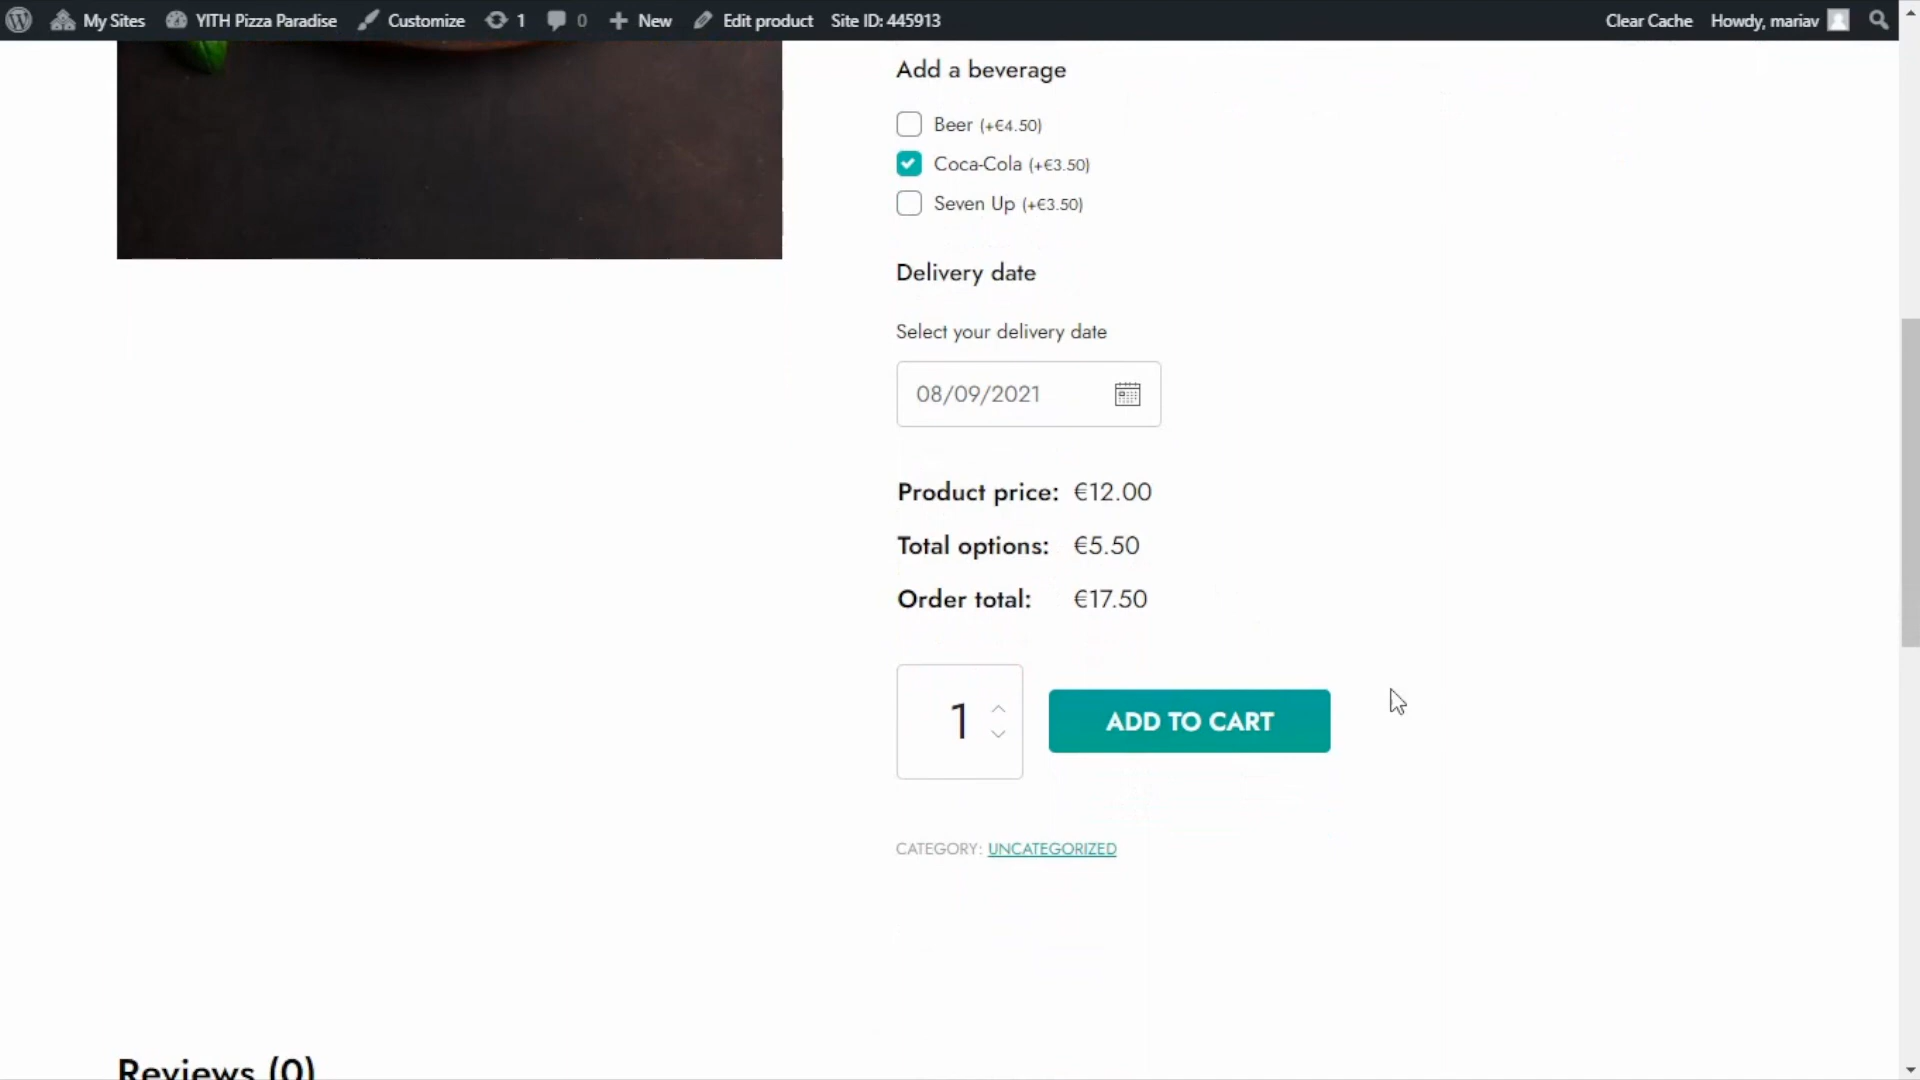 My Sites YITH Pizza Paradise Customize 1 0 New Edit product Site ID: 445913 Clear Cache Howdy, mariav
Add a beverage
Beer (+€4.50)
Coca-Cola (+€3.50)
Seven Up (+€3.50)
Delivery date
Select your delivery date
08/09/2021
Product price: €12.00
Total options: €5.50
Order total: €17.50
1 ADD TO CART
CATEGORY: UNCATEGORIZED
Reviews (0)